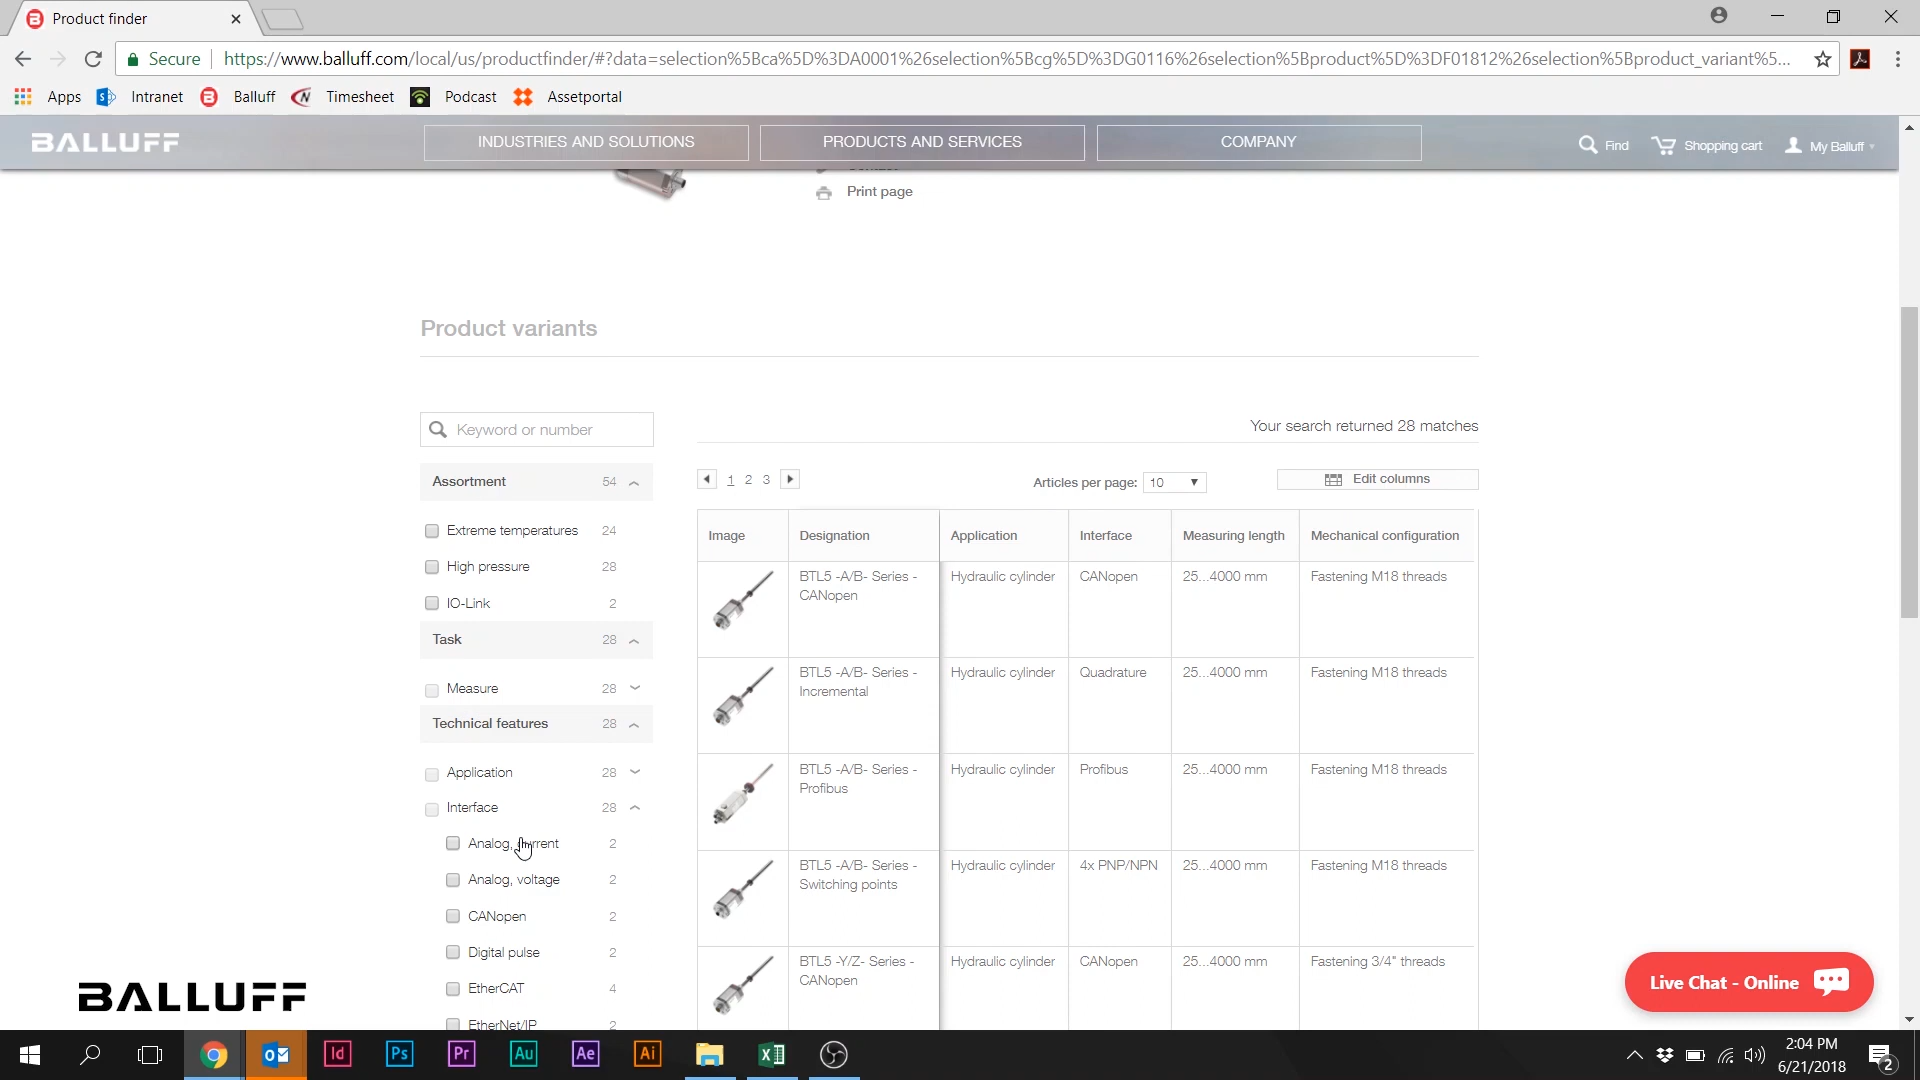 Product finder
Secure
https://www.balluff.com/local/us/productfinder/#?data=selection%5Bca%5D%3DA0001%26selection%5Bcg%5D%3DG0116%26selection%5Bproduct%5D%3DF01812%26selection%5Bproduct_variant%5...
Apps
Intranet
Balluff
Timesheet
Podcast
Assetportal
BALLUFF
INDUSTRIES AND SOLUTIONS
PRODUCTS AND SERVICES
COMPANY
Find
Shopping cart
My Balluff
Print page
Product variants
Keyword or number
Your search returned 28 matches
Assortment 54
Extreme temperatures 24
High pressure 28
IO-Link 2
Task 28
Measure 28
Technical features 28
Application 28
Interface 28
Analog, current 2
Analog, voltage 2
CANopen 2
Digital pulse 2
EtherCAT 4
EtherNet/IP 2
1 2 3
Articles per page: 10
Edit columns
Image Designation Application Interface Measuring length Mechanical configuration
BTL5 -A/B- Series - Hydraulic cylinder CANopen 25...4000 mm Fastening M18 threads
CANopen
BTL5 -A/B- Series - Hydraulic cylinder Quadrature 25...4000 mm Fastening M18 threads
Incremental
BTL5 -A/B- Series - Hydraulic cylinder Profibus 25...4000 mm Fastening M18 threads
Profibus
BTL5 -A/B- Series - Hydraulic cylinder 4x PNP/NPN 25...4000 mm Fastening M18 threads
Switching points
BTL5 -Y/Z- Series - Hydraulic cylinder CANopen 25...4000 mm Fastening 3/4" threads
CANopen
Live Chat - Online
BALLUFF
Id
Ps
Pr
Au
Ae
Ai
2:04 PM
6/21/2018
2